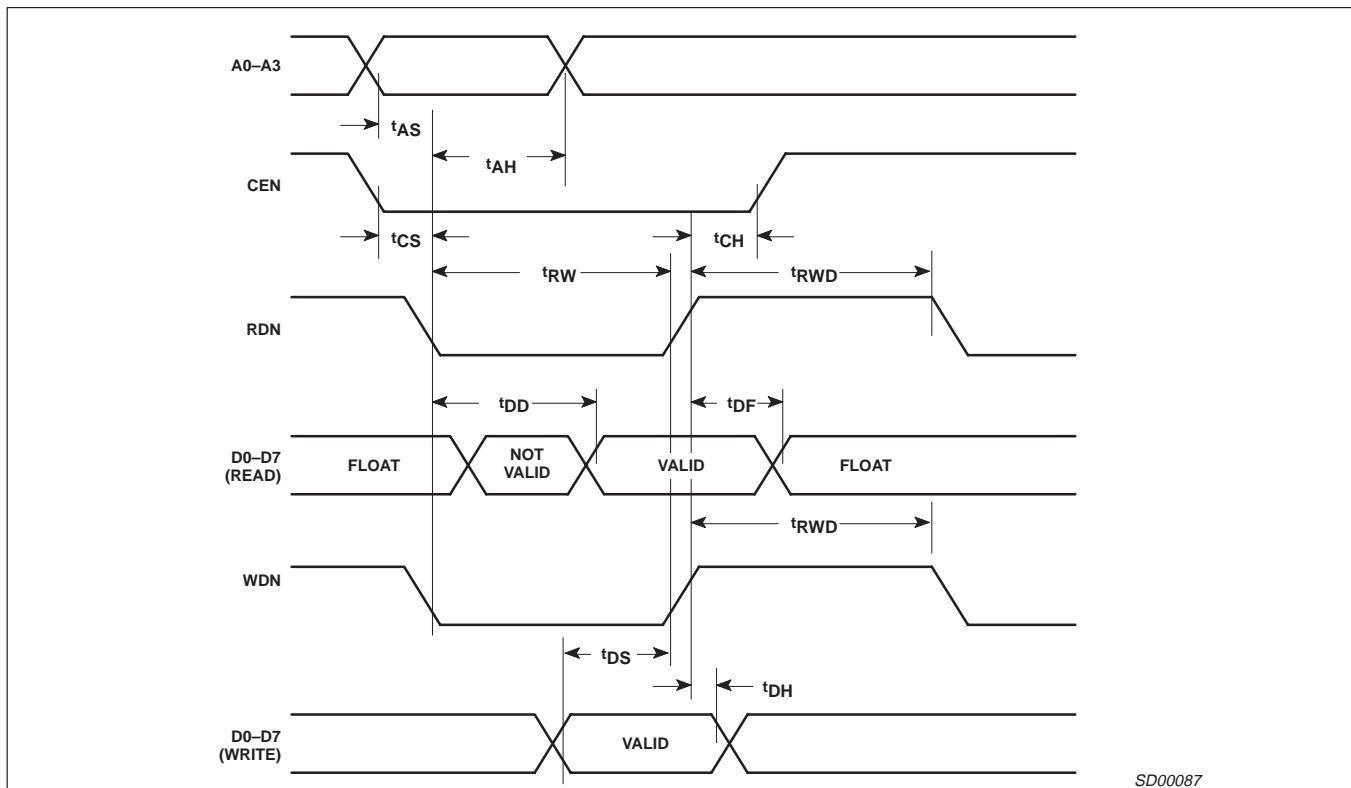 A0–A3
tAS
tAH
CEN
tCS
tCH
tRW
tRWD
RDN
tDD
tDF
D0–D7
(READ)
FLOAT
NOT
VALID
VALID
FLOAT
tRWD
WDN
tDS
tDH
D0–D7
(WRITE)
VALID
SD00087